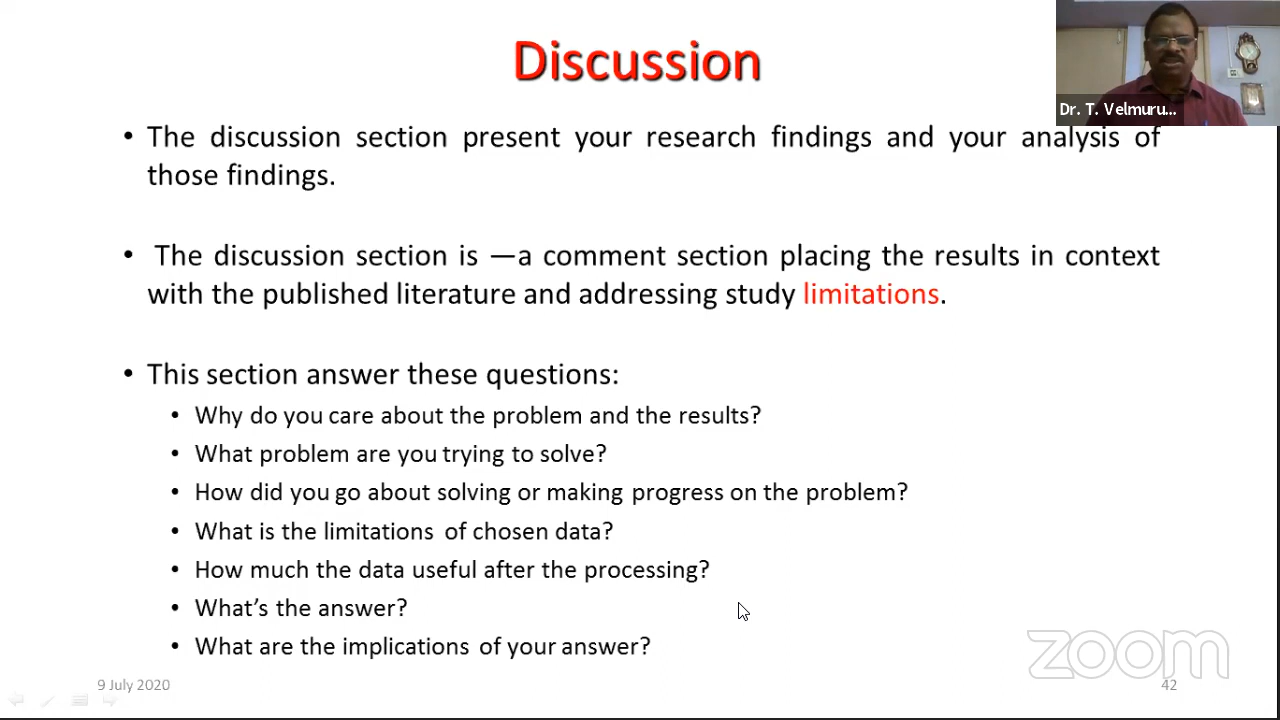 Discussion
Dr. T. Velmuru...
• The discussion section present your research findings and your analysis of
those findings.
• The discussion section is —a comment section placing the results in context
with the published literature and addressing study limitations.
• This section answer these questions:
• Why do you care about the problem and the results?
• What problem are you trying to solve?
• How did you go about solving or making progress on the problem?
• What is the limitations of chosen data?
• How much the data useful after the processing?
• What's the answer?
• What are the implications of your answer?
zoom
9 July 2020
42